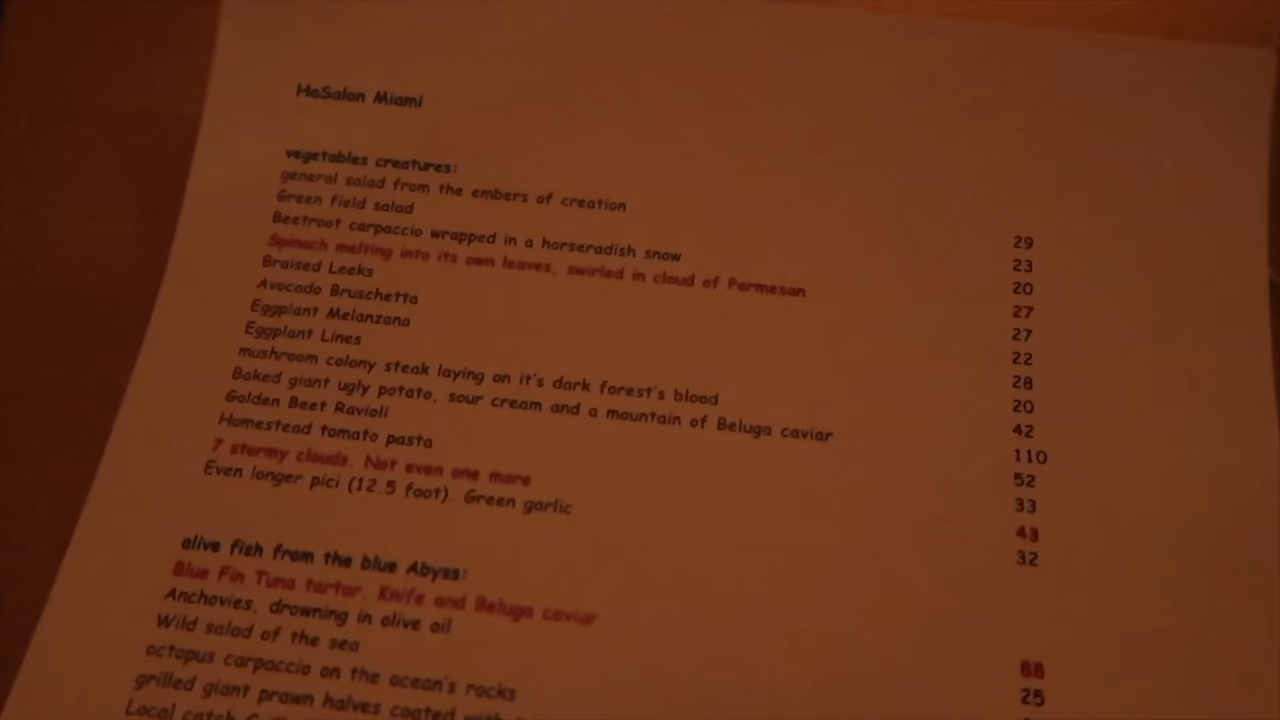 HaSalon Miami
vegetables creatures:
general salad from the embers of creation 29
Green field salad 23
Beetroot carpaccio wrapped in a horseradish snow 20
Spinach melting into its own leaves, swirled in cloud of Parmesan 27
Braised Leeks 27
Avocado Bruschetta 22
Eggplant Melanzana 28
Eggplant Lines 20
mushroom colony steak laying on it's dark forest's blood 42
Baked giant ugly potato, sour cream and a mountain of Beluga caviar 110
Golden Beet Ravioli 52
Homestead tomato pasta 33
7 stormy clouds. Not even one more 43
Even longer pici (12.5 foot). Green garlic 32
alive fish from the blue Abyss:
Blue Fin Tuna tartar. Knife and Beluga caviar 68
Anchovies, drowning in olive oil 25
Wild salad of the sea
octopus carpaccio on the ocean's rocks
grilled giant prawn halves coated with
Local catch